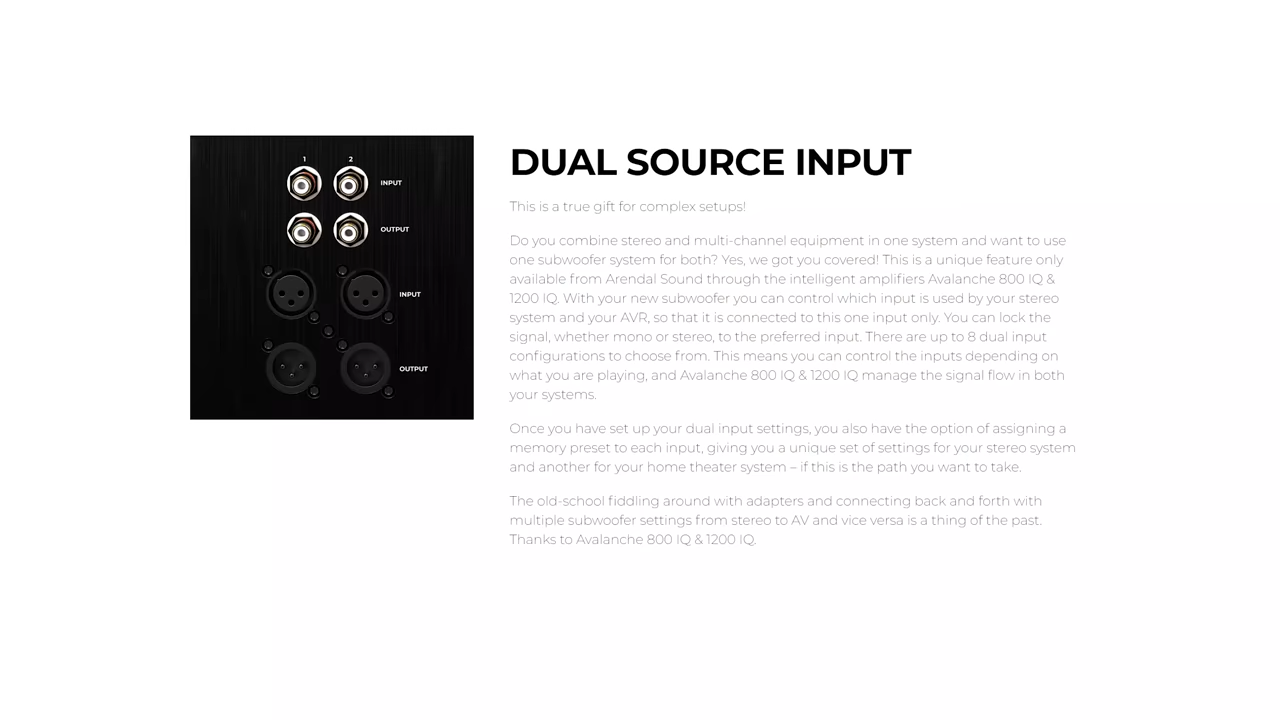 1 2
INPUT
OUTPUT
INPUT
OUTPUT
DUAL SOURCE INPUT
This is a true gift for complex setups!
Do you combine stereo and multi-channel equipment in one system and want to use
one subwoofer system for both? Yes, we got you covered! This is a unique feature only
available from Arendal Sound through the intelligent amplifiers Avalanche 800 IQ &
1200 IQ. With your new subwoofer you can control which input is used by your stereo
system and your AVR, so that it is connected to this one input only. You can lock the
signal, whether mono or stereo, to the preferred input. There are up to 8 dual input
configurations to choose from. This means you can control the inputs depending on
what you are playing, and Avalanche 800 IQ & 1200 IQ manage the signal flow in both
your systems.
Once you have set up your dual input settings, you also have the option of assigning a
memory preset to each input, giving you a unique set of settings for your stereo system
and another for your home theater system – if this is the path you want to take.
The old-school fiddling around with adapters and connecting back and forth with
multiple subwoofer settings from stereo to AV and vice versa is a thing of the past.
Thanks to Avalanche 800 IQ & 1200 IQ.